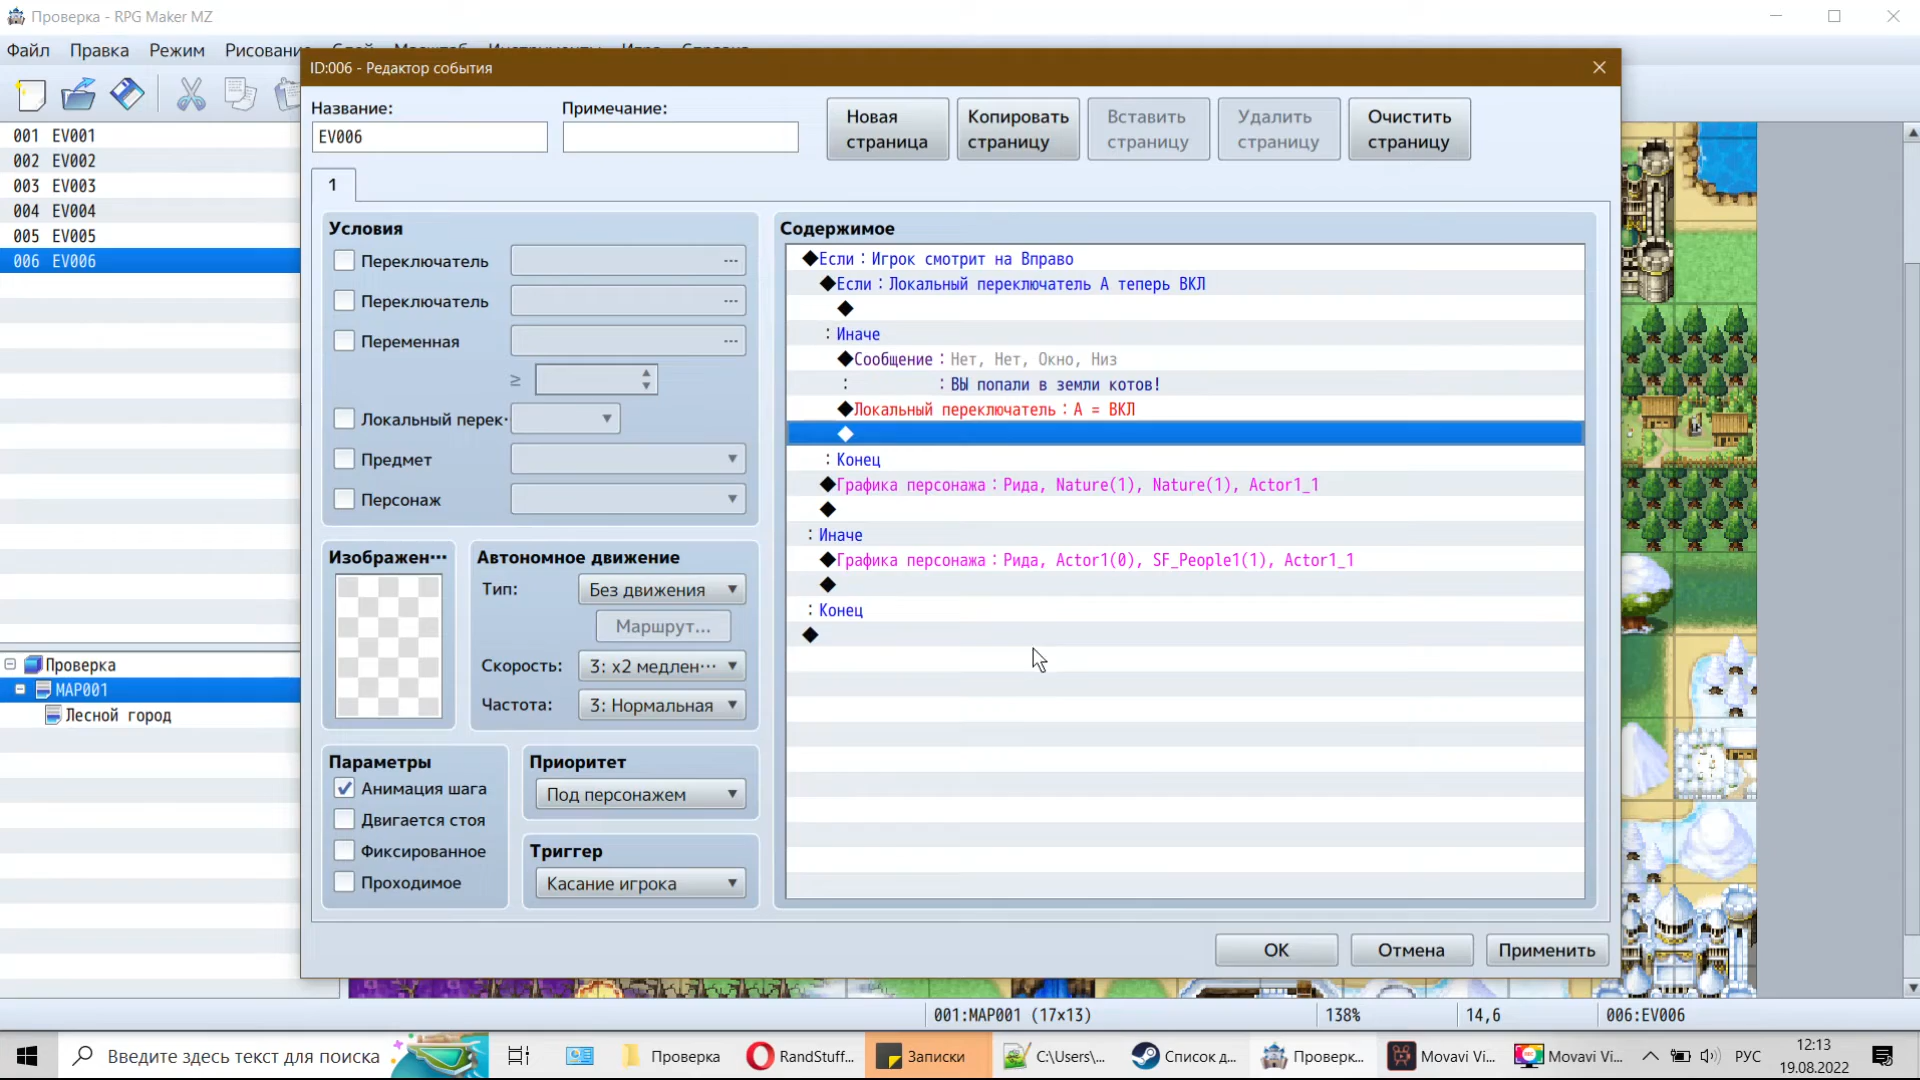 Проверка - RPG Maker MZ
Файл Правка Режим Рисование
ID:006 - Редактор события
Название:
Примечание:
EV006
Новая страница
Копировать страницу
Вставить страницу
Удалить страницу
Очистить страницу
001 EV001
002 EV002
003 EV003
004 EV004
005 EV005
006 EV006
1
Условия
Переключатель ...
Переключатель ...
Переменная ...
≥
Локальный перек·
Предмет
Персонаж
Изображен···
Автономное движение
Тип: Без движения
Маршрут...
Скорость: 3: x2 медлен···
Частота: 3: Нормальная
Параметры
Анимация шага
Двигается стоя
Фиксированное
Проходимое
Приоритет
Под персонажем
Триггер
Касание игрока
Содержимое
◆Если：Игрок смотрит на Вправо
◆Если：Локальный переключатель A теперь ВКЛ
◆
：Иначе
◆Сообщение：Нет, Нет, Окно, Низ
：　　　　：ВЫ попали в земли котов!
◆Локальный переключатель：A = ВКЛ
◆
：Конец
◆Графика персонажа：Рида, Nature(1), Nature(1), Actor1_1
◆
：Иначе
◆Графика персонажа：Рида, Actor1(0), SF_People1(1), Actor1_1
◆
：Конец
◆
OK
Отмена
Применить
Проверка
MAP001
Лесной город
001:MAP001 (17x13)
138%
14,6
006:EV006
Введите здесь текст для поиска
Проверка
RandStuff...
Записки
C:\Users\...
Список д...
Проверк...
Movavi Vi...
Movavi Vi...
РУС
12:13
19.08.2022